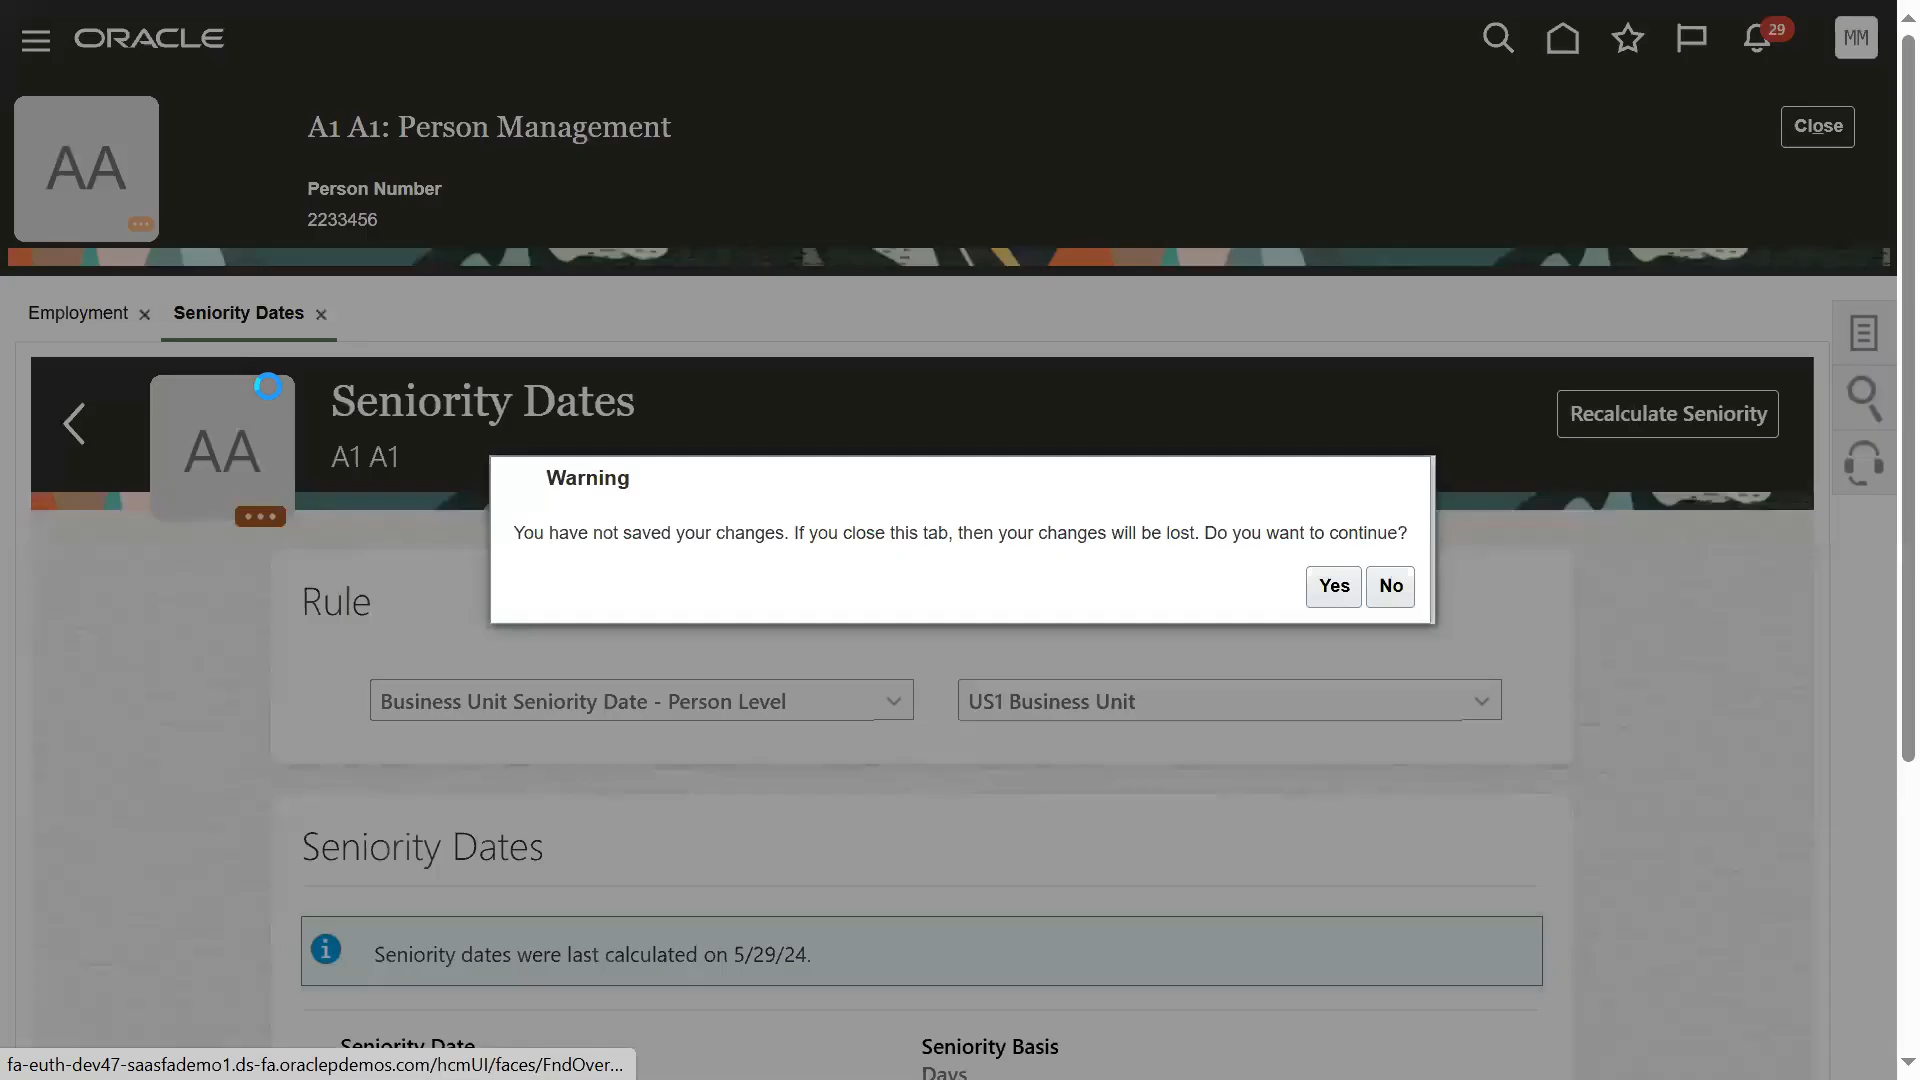 ORACLE
29
MM
AA
A1 A1: Person Management
Close
Person Number
2233456
Employment
Seniority Dates
AA
Seniority Dates
A1 A1
Recalculate Seniority
Warning
You have not saved your changes. If you close this tab, then your changes will be lost. Do you want to continue?
Yes
No
Rule
Business Unit Seniority Date - Person Level
US1 Business Unit
Seniority Dates
Seniority dates were last calculated on 5/29/24.
Seniority Date
Seniority Basis
Days
fa-euth-dev47-saasfademo1.ds-fa.oraclepdemos.com/hcmUI/faces/FndOver...